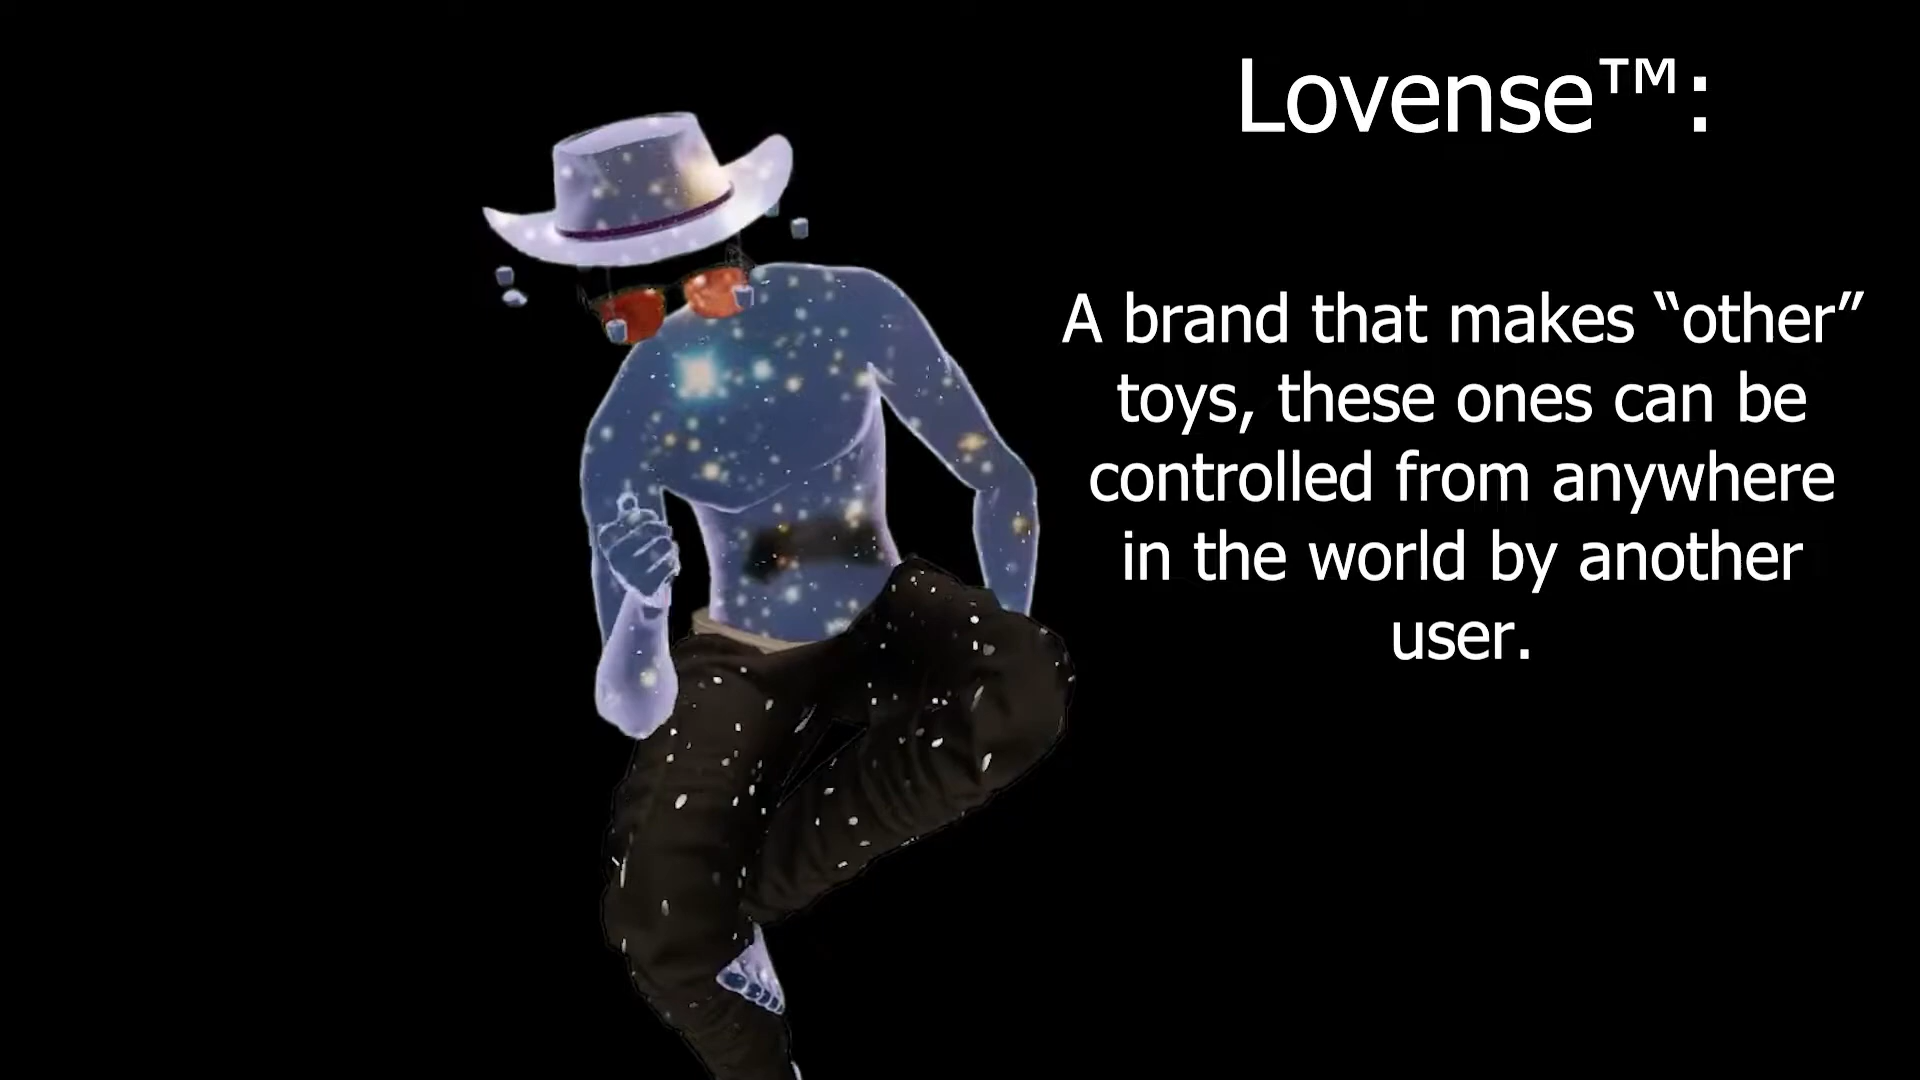 Lovense™:
A brand that makes “other”
toys, these ones can be
controlled from anywhere
in the world by another
user.